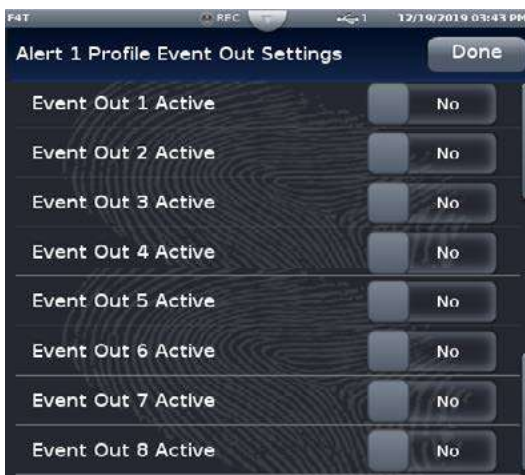 F4T REC 1 12/19/2019 03:43 PM
Alert 1 Profile Event Out Settings Done
Event Out 1 Active No
Event Out 2 Active No
Event Out 3 Active No
Event Out 4 Active No
Event Out 5 Active No
Event Out 6 Active No
Event Out 7 Active No
Event Out 8 Active No